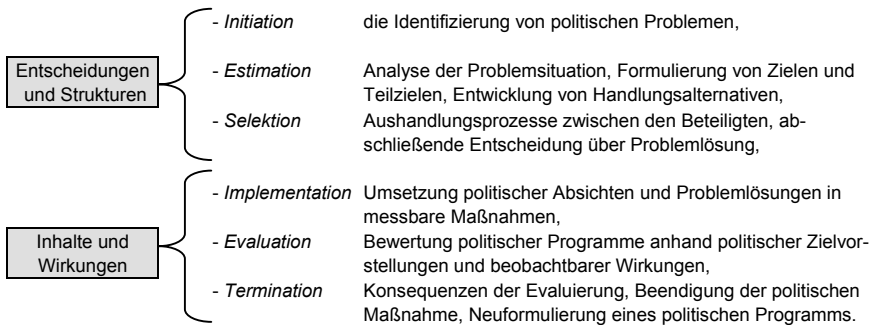 - Initiation die Identifizierung von politischen Problemen,
Entscheidungen
und Strukturen
- Estimation Analyse der Problemsituation, Formulierung von Zielen und
Teilzielen, Entwicklung von Handlungsalternativen,
- Selektion Aushandlungsprozesse zwischen den Beteiligten, ab-
schließende Entscheidung über Problemlösung,
- Implementation Umsetzung politischer Absichten und Problemlösungen in
messbare Maßnahmen,
Inhalte und
Wirkungen
- Evaluation Bewertung politischer Programme anhand politischer Zielvor-
stellungen und beobachtbarer Wirkungen,
- Termination Konsequenzen der Evaluierung, Beendigung der politischen
Maßnahme, Neuformulierung eines politischen Programms.